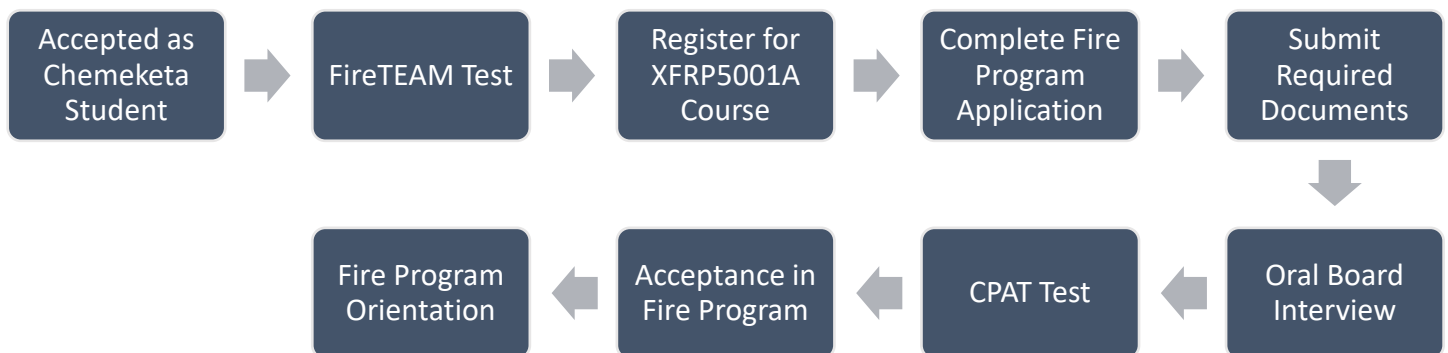 Accepted as
Chemeketa
Student
FireTEAM Test
Register for
XFRP5001A
Course
Complete Fire
Program
Application
Submit
Required
Documents
Oral Board
Interview
CPAT Test
Acceptance in
Fire Program
Fire Program
Orientation